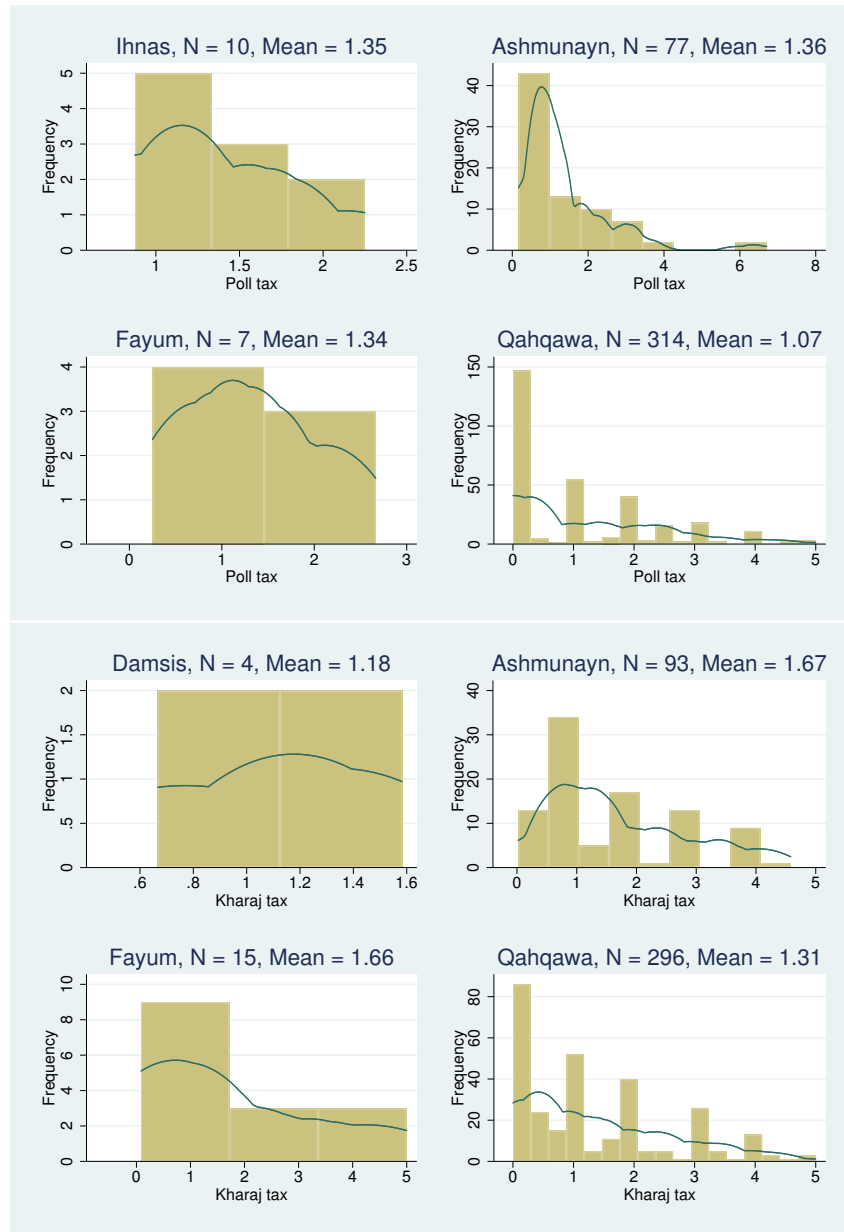 Ihnas, N = 10, Mean = 1.35
Frequency
0 1 2 3 4 5
1 1.5 2 2.5
Poll tax
Ashmunayn, N = 77, Mean = 1.36
Frequency
0 10 20 30 40
0 2 4 6 8
Poll tax
Fayum, N = 7, Mean = 1.34
Frequency
0 1 2 3 4
0 1 2 3
Poll tax
Qahqawa, N = 314, Mean = 1.07
Frequency
0 50 100 150
0 1 2 3 4 5
Poll tax
Damsis, N = 4, Mean = 1.18
Frequency
0 .5 1 1.5 2
.6 .8 1 1.2 1.4 1.6
Kharaj tax
Ashmunayn, N = 93, Mean = 1.67
Frequency
0 10 20 30 40
0 1 2 3 4 5
Kharaj tax
Fayum, N = 15, Mean = 1.66
Frequency
0 2 4 6 8 10
0 1 2 3 4 5
Kharaj tax
Qahqawa, N = 296, Mean = 1.31
Frequency
0 20 40 60 80
0 1 2 3 4 5
Kharaj tax